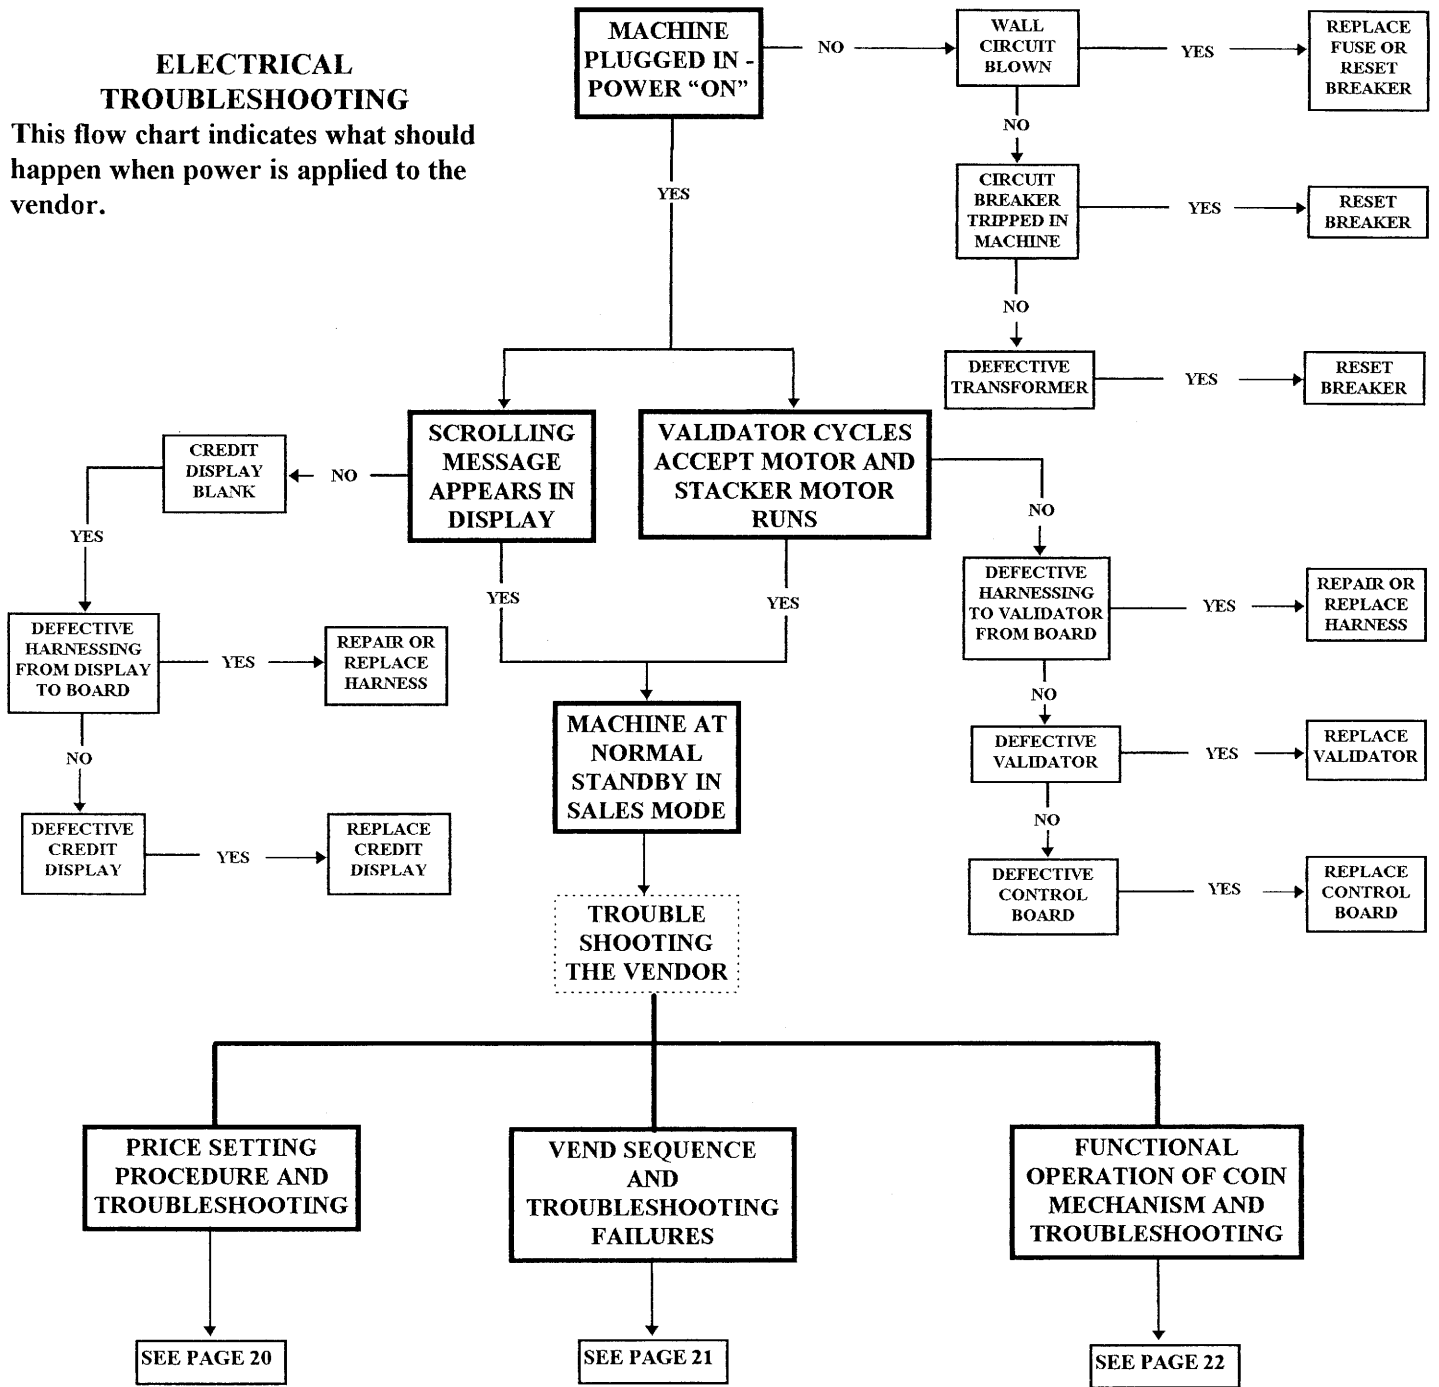 ELECTRICAL
TROUBLESHOOTING
This flow chart indicates what should
happen when power is applied to the
vendor.
MACHINE
PLUGGED IN -
POWER “ON”
NO
WALL
CIRCUIT
BLOWN
YES
REPLACE
FUSE OR
RESET
BREAKER
NO
YES
CIRCUIT
BREAKER
TRIPPED IN
MACHINE
YES
RESET
BREAKER
NO
DEFECTIVE
TRANSFORMER
YES
RESET
BREAKER
CREDIT
DISPLAY
BLANK
NO
SCROLLING
MESSAGE
APPEARS IN
DISPLAY
VALIDATOR CYCLES
ACCEPT MOTOR AND
STACKER MOTOR
RUNS
NO
YES
YES
YES
DEFECTIVE
HARNESSING
FROM DISPLAY
TO BOARD
YES
REPAIR OR
REPLACE
HARNESS
DEFECTIVE
HARNESSING
TO VALIDATOR
FROM BOARD
YES
REPAIR OR
REPLACE
HARNESS
NO
NO
MACHINE AT
NORMAL
STANDBY IN
SALES MODE
DEFECTIVE
VALIDATOR
YES
REPLACE
VALIDATOR
DEFECTIVE
CREDIT
DISPLAY
YES
REPLACE
CREDIT
DISPLAY
NO
DEFECTIVE
CONTROL
BOARD
YES
REPLACE
CONTROL
BOARD
TROUBLE
SHOOTING
THE VENDOR
PRICE SETTING
PROCEDURE AND
TROUBLESHOOTING
VEND SEQUENCE
AND
TROUBLESHOOTING
FAILURES
FUNCTIONAL
OPERATION OF COIN
MECHANISM AND
TROUBLESHOOTING
SEE PAGE 20
SEE PAGE 21
SEE PAGE 22